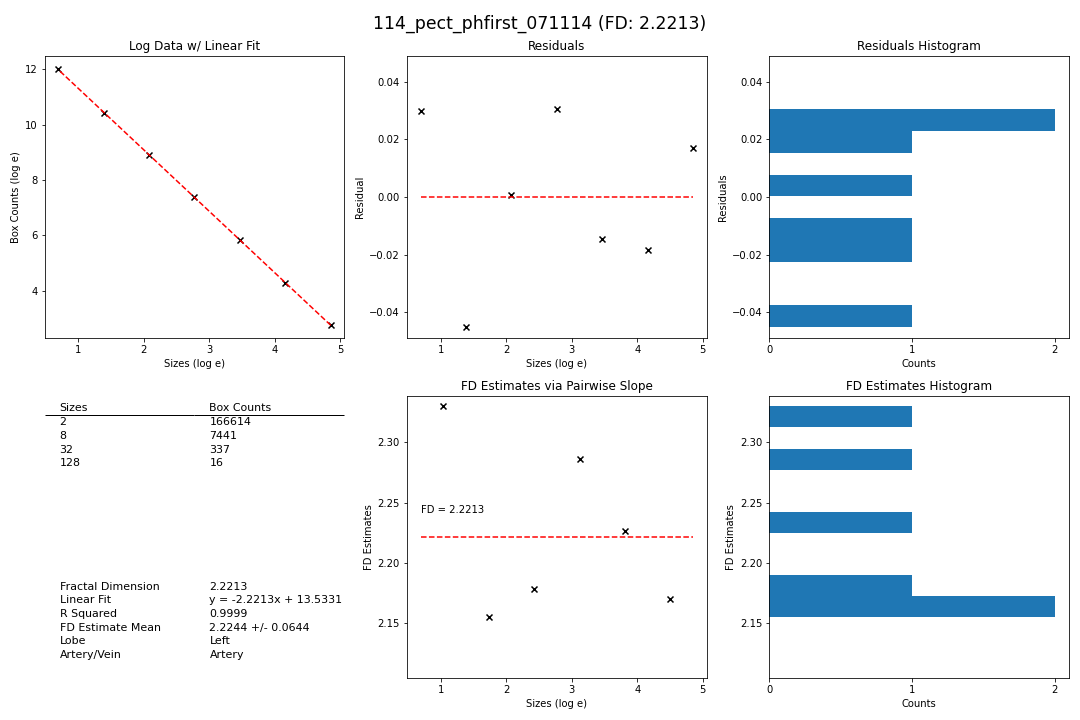 114_pect_phfirst_071114 (FD: 2.2213)
Log Data w/ Linear Fit
Box Counts (log e)
12
10
8
6
4
1 2 3 4 5
Sizes (log e)
Residuals
Residual
0.04
0.02
0.00
−0.02
−0.04
1 2 3 4 5
Sizes (log e)
Residuals Histogram
Residuals
0.04
0.02
0.00
−0.02
−0.04
0 1 2
Counts
Sizes Box Counts
2 166614
8 7441
32 337
128 16
Fractal Dimension 2.2213
Linear Fit y = -2.2213x + 13.5331
R Squared 0.9999
FD Estimate Mean 2.2244 +/- 0.0644
Lobe Left
Artery/Vein Artery
FD Estimates via Pairwise Slope
FD Estimates
2.30
2.25
2.20
2.15
FD = 2.2213
1 2 3 4 5
Sizes (log e)
FD Estimates Histogram
FD Estimates
2.30
2.25
2.20
2.15
0 1 2
Counts